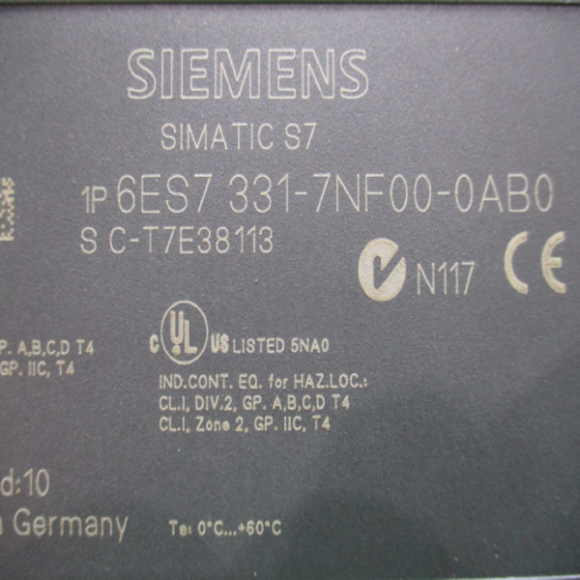 SIEMENS
SIMATIC S7
1P 6ES7 331-7NF00-0AB0
S C-T7E38113
N117 CE
C UL US LISTED 5NA0
P. A,B,C,D T4
GP. IIC, T4
IND.CONT. EQ. for HAZ.LOC.:
CL.I, DIV.2, GP. A,B,C,D T4
CL.I, Zone 2, GP. IIC, T4
d:10
Germany
Ta: 0°C...+60°C